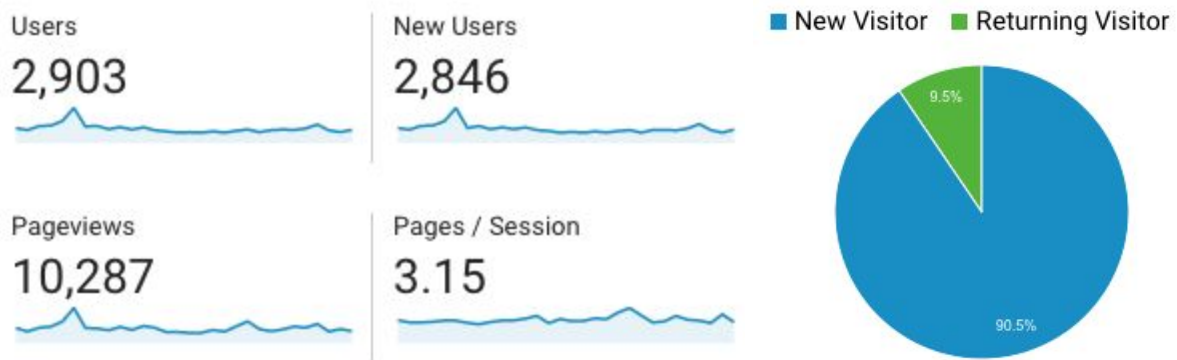 Users
2,903
New Users
2,846
Pageviews
10,287
Pages / Session
3.15
New Visitor
Returning Visitor
9.5%
90.5%